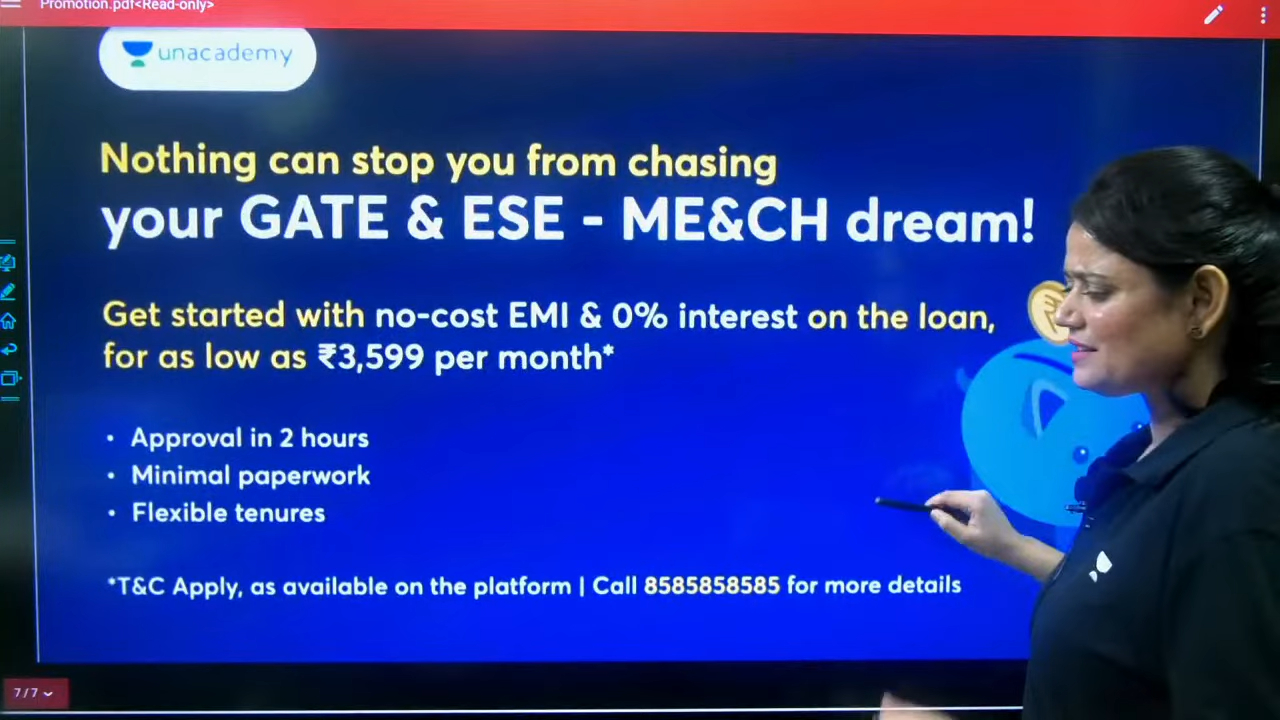 Promotion.pdf<Read-only>
unacademy
Nothing can stop you from chasing
your GATE & ESE - ME&CH dream!
Get started with no-cost EMI & 0% interest on the loan,
for as low as ₹3,599 per month*
• Approval in 2 hours
• Minimal paperwork
• Flexible tenures
*T&C Apply, as available on the platform | Call 8585858585 for more details
7/7